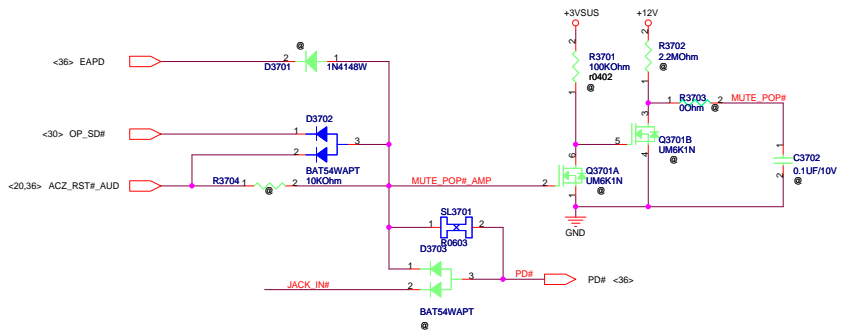 +3VSUS
+12V
2
R3701
100KOhm
r0402
@
1
2
R3702
2.2MOhm
@
1
<36> EAPD
2
@
D3701
1
1N4148W
1
R3703
0Ohm
2
@
MUTE_POP#
D3702
<30> OP_SD#
1
2
3
BAT54WAPT
5
3
4
Q3701B
UM6K1N
@
1
2
C3702
0.1UF/10V
@
<20,36> ACZ_RST#_AUD
R3704
1
2
10KOhm
@
MUTE_POP#_AMP
2
6
1
Q3701A
UM6K1N
@
GND
SL3701
1
2
R0603
D3703
1
2
3
BAT54WAPT
@
JACK_IN#
PD#
PD# <36>